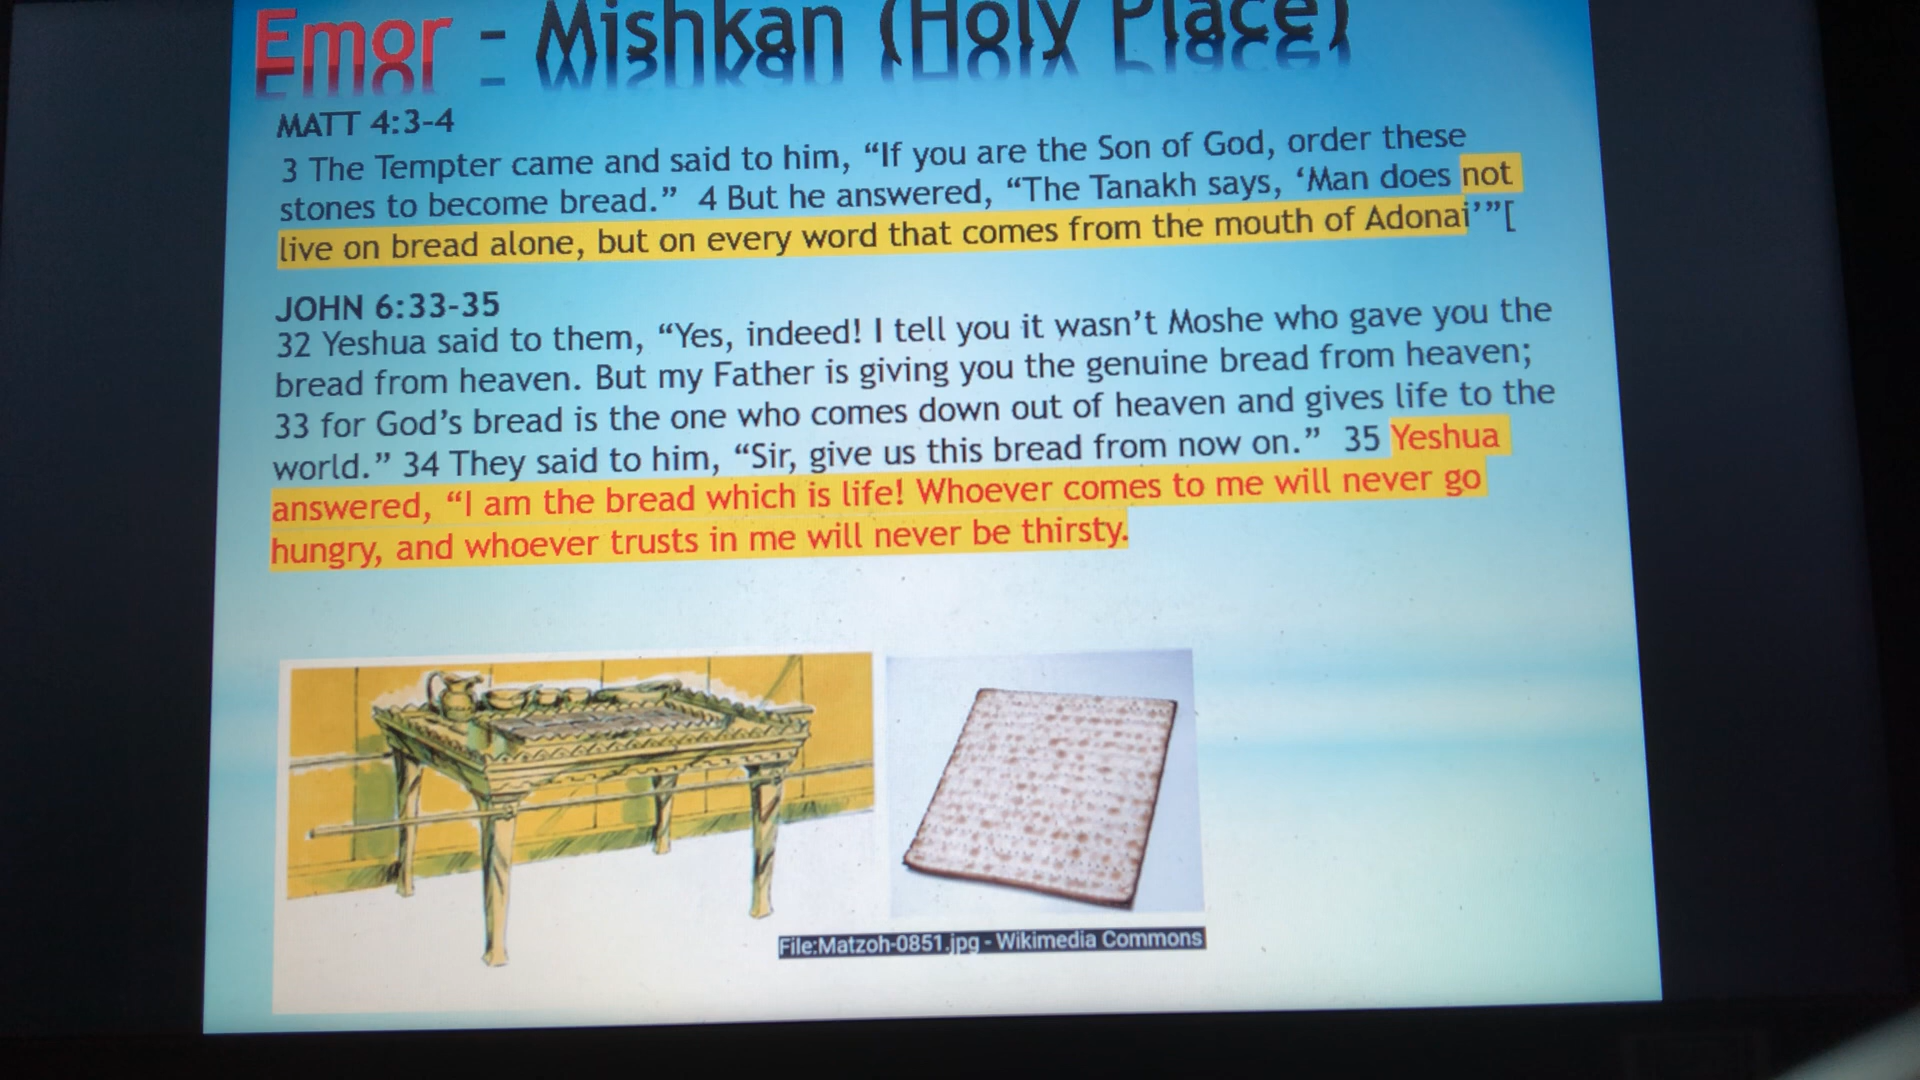 Emor - Mishkan (Holy Place)
MATT 4:3-4
3 The Tempter came and said to him, “If you are the Son of God, order these
stones to become bread.” 4 But he answered, “The Tanakh says, ‘Man does not
live on bread alone, but on every word that comes from the mouth of Adonai’”[
JOHN 6:33-35
32 Yeshua said to them, “Yes, indeed! I tell you it wasn’t Moshe who gave you the
bread from heaven. But my Father is giving you the genuine bread from heaven;
33 for God’s bread is the one who comes down out of heaven and gives life to the
world.” 34 They said to him, “Sir, give us this bread from now on.” 35 Yeshua
answered, “I am the bread which is life! Whoever comes to me will never go
hungry, and whoever trusts in me will never be thirsty.
File:Matzoh-0851.jpg - Wikimedia Commons